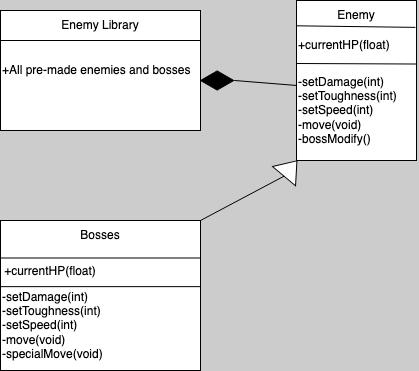 Enemy Library
+All pre-made enemies and bosses
Enemy
+currentHP(float)
-setDamage(int)
-setToughness(int)
-setSpeed(int)
-move(void)
-bossModify()
Bosses
+currentHP(float)
-setDamage(int)
-setToughness(int)
-setSpeed(int)
-move(void)
-specialMove(void)